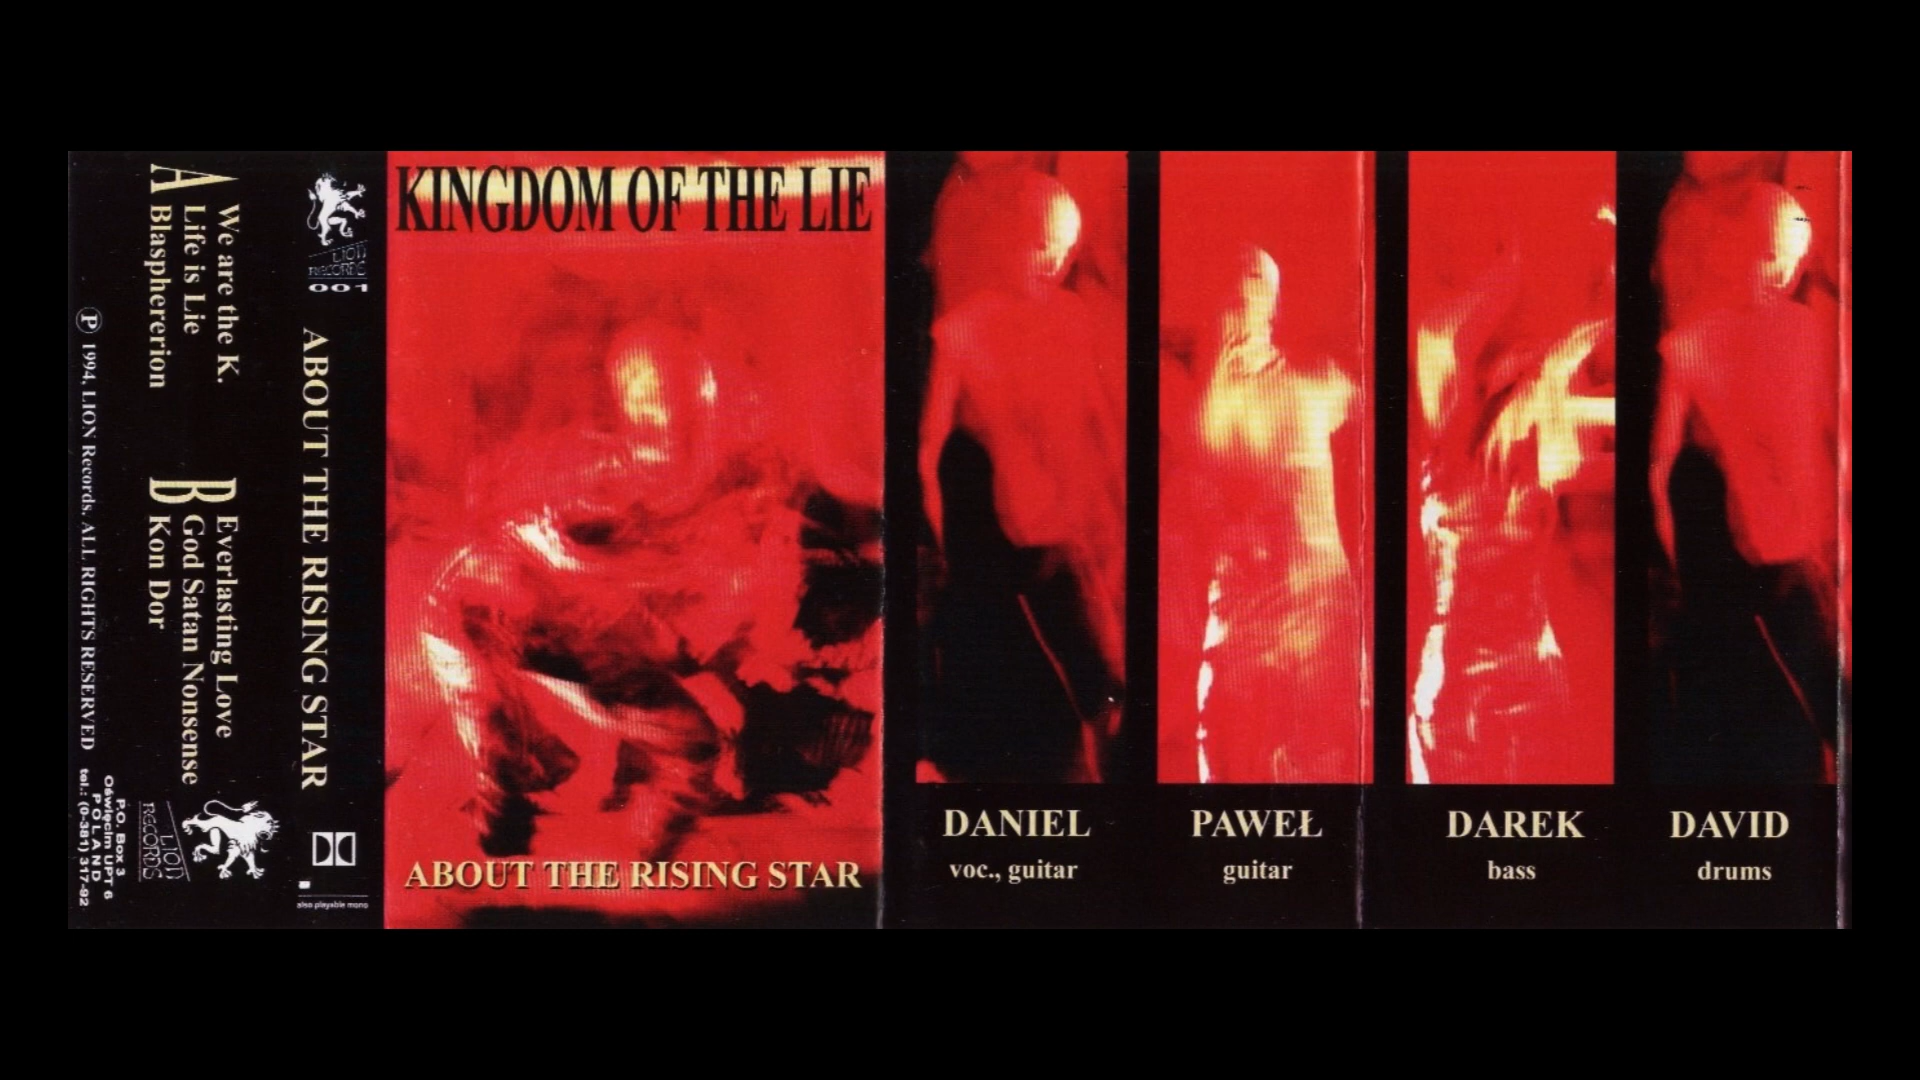 A We are the K.
Life is Lie
Blasphererion
B Everlasting Love
God Satan Nonsense
Kon Dor
LION
RECORDS
P.O. Box 3
Oświęcim UPT 6
POLAND
tel.: (0-381) 317-92
Ⓟ 1994, LION Records. ALL RIGHTS RESERVED
LION
RECORDS
001
ABOUT THE RISING STAR
also playable mono
KINGDOM OF THE LIE
ABOUT THE RISING STAR
DANIEL
voc., guitar
PAWEŁ
guitar
DAREK
bass
DAVID
drums